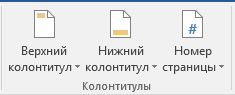 Верхний Нижний Номер
колонтитул колонтитул страницы
Колонтитулы